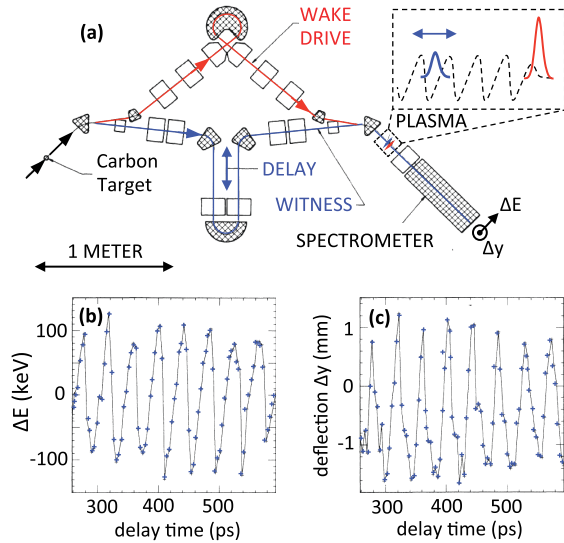 (a)
WAKE
DRIVE
PLASMA
Carbon
Target
DELAY
WITNESS
SPECTROMETER
ΔE
Δy
1 METER
(b)
100
0
-100
ΔE (keV)
300
400
500
delay time (ps)
(c)
1
0
-1
deflection Δy (mm)
300
400
500
delay time (ps)